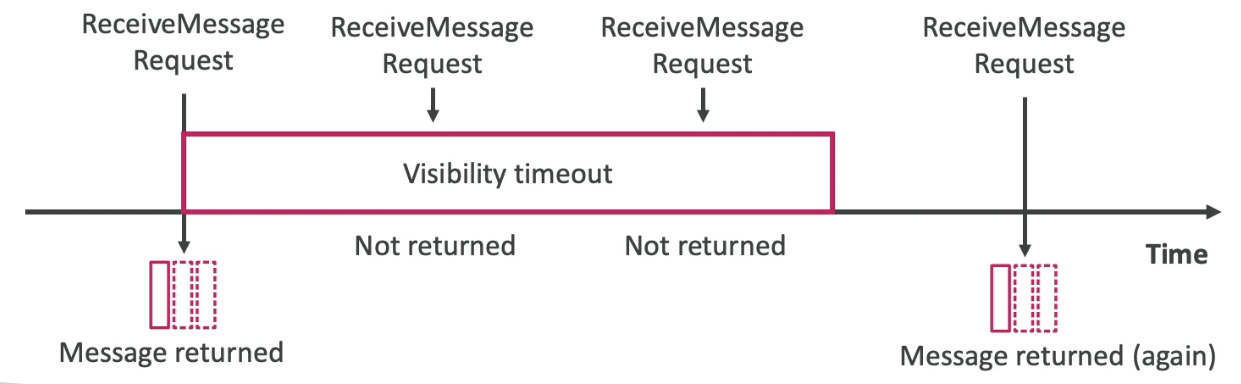 ReceiveMessage
Request
ReceiveMessage
Request
ReceiveMessage
Request
ReceiveMessage
Request
Visibility timeout
Not returned
Not returned
Time
Message returned
Message returned (again)